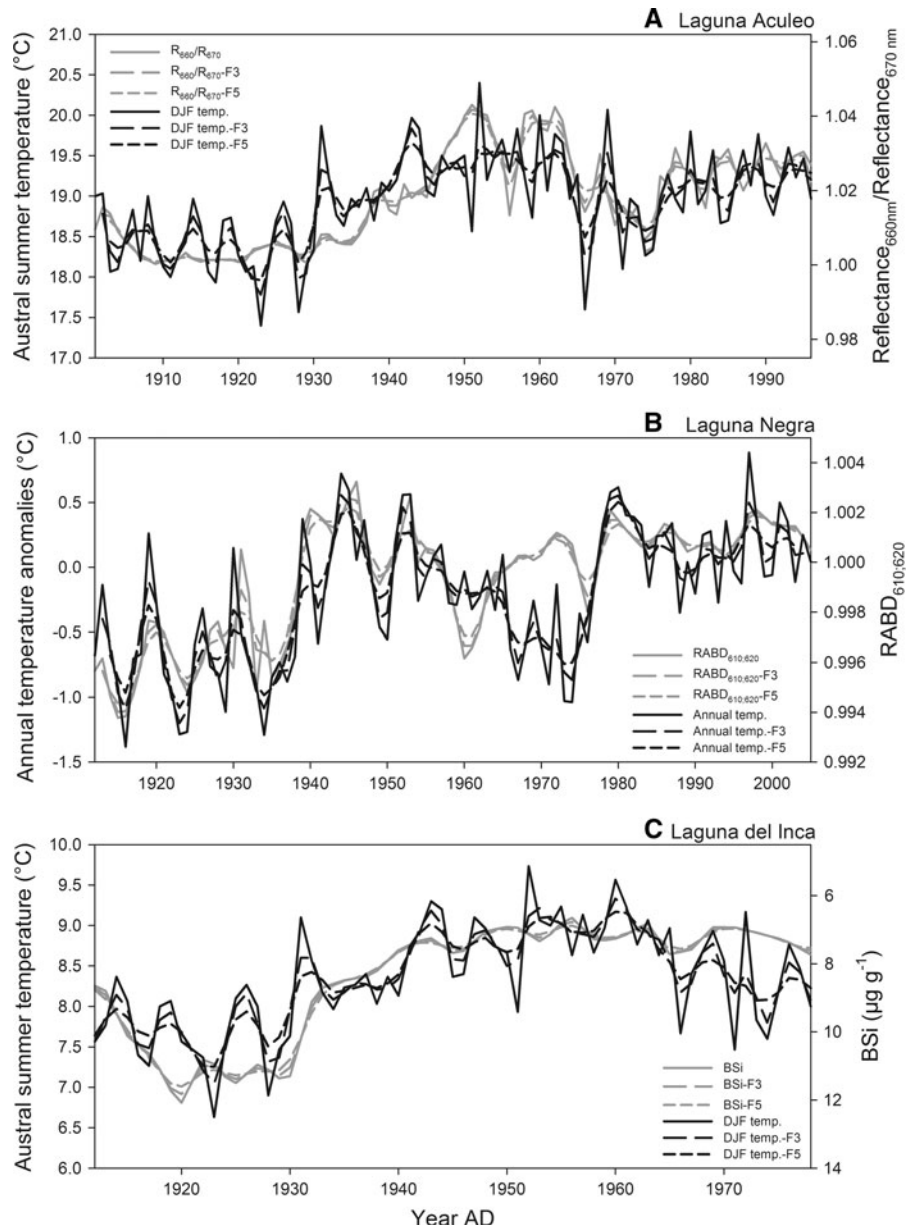 A Laguna Aculeo
Austral summer temperature (°C)
21.0
20.5
20.0
19.5
19.0
18.5
18.0
17.5
17.0
R660/R670
R660/R670-F3
R660/R670-F5
DJF temp.
DJF temp.-F3
DJF temp.-F5
1.06
1.04
1.02
1.00
0.98
Reflectance660nm/Reflectance670 nm
1910 1920 1930 1940 1950 1960 1970 1980 1990
B Laguna Negra
Annual temperature anomalies (°C)
1.0
0.5
0.0
-0.5
-1.0
-1.5
1.004
1.002
1.000
0.998
0.996
0.994
0.992
RABD610;620
RABD610;620
RABD610;620-F3
RABD610;620-F5
Annual temp.
Annual temp.-F3
Annual temp.-F5
1920 1930 1940 1950 1960 1970 1980 1990 2000
C Laguna del Inca
Austral summer temperature (°C)
10.0
9.5
9.0
8.5
8.0
7.5
7.0
6.5
6.0
6
8
10
12
14
BSi (µg g-1)
BSi
BSi-F3
BSi-F5
DJF temp.
DJF temp.-F3
DJF temp.-F5
1920 1930 1940 1950 1960 1970
Year AD